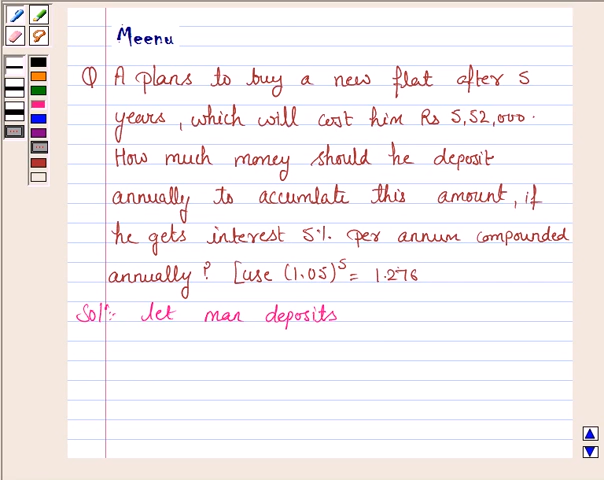 Meenu
Q A plans to buy a new flat after 5
years, which will cost him Rs 5,52,000.
How much money should he deposit
annually to accumlate this amount, if
he gets interest 5% per annum compounded
annually? [use (1.05)^5 = 1.276
Solⁿ:- let man deposits